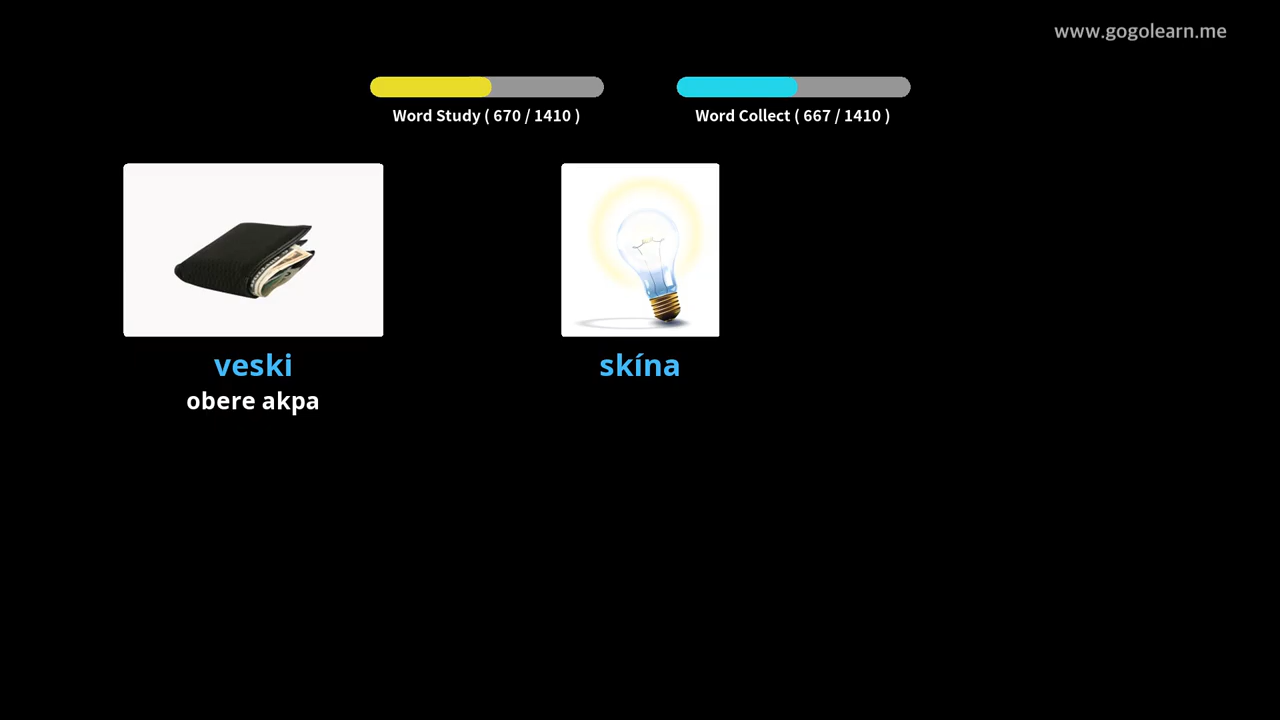 www.gogolearn.me
Word Study ( 670 / 1410 )
Word Collect ( 667 / 1410 )
veski
obere akpa
skína